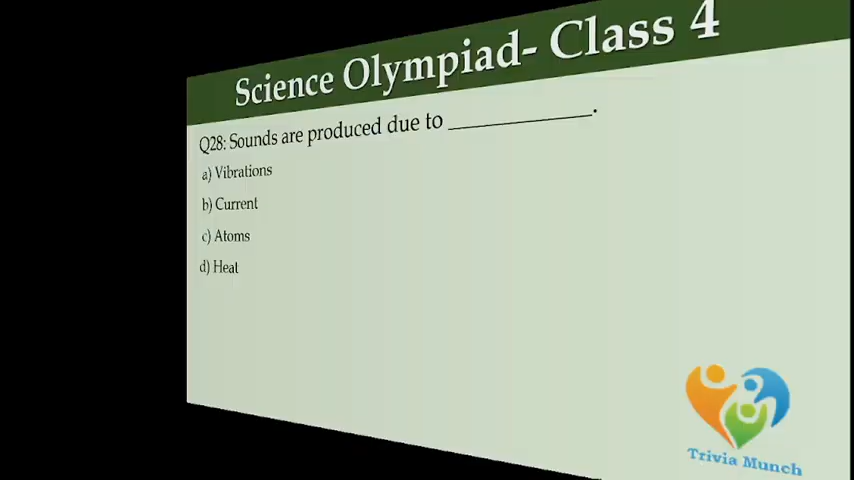 Science Olympiad- Class 4
Q28: Sounds are produced due to ____________.
a) Vibrations
b) Current
c) Atoms
d) Heat
Trivia Munch